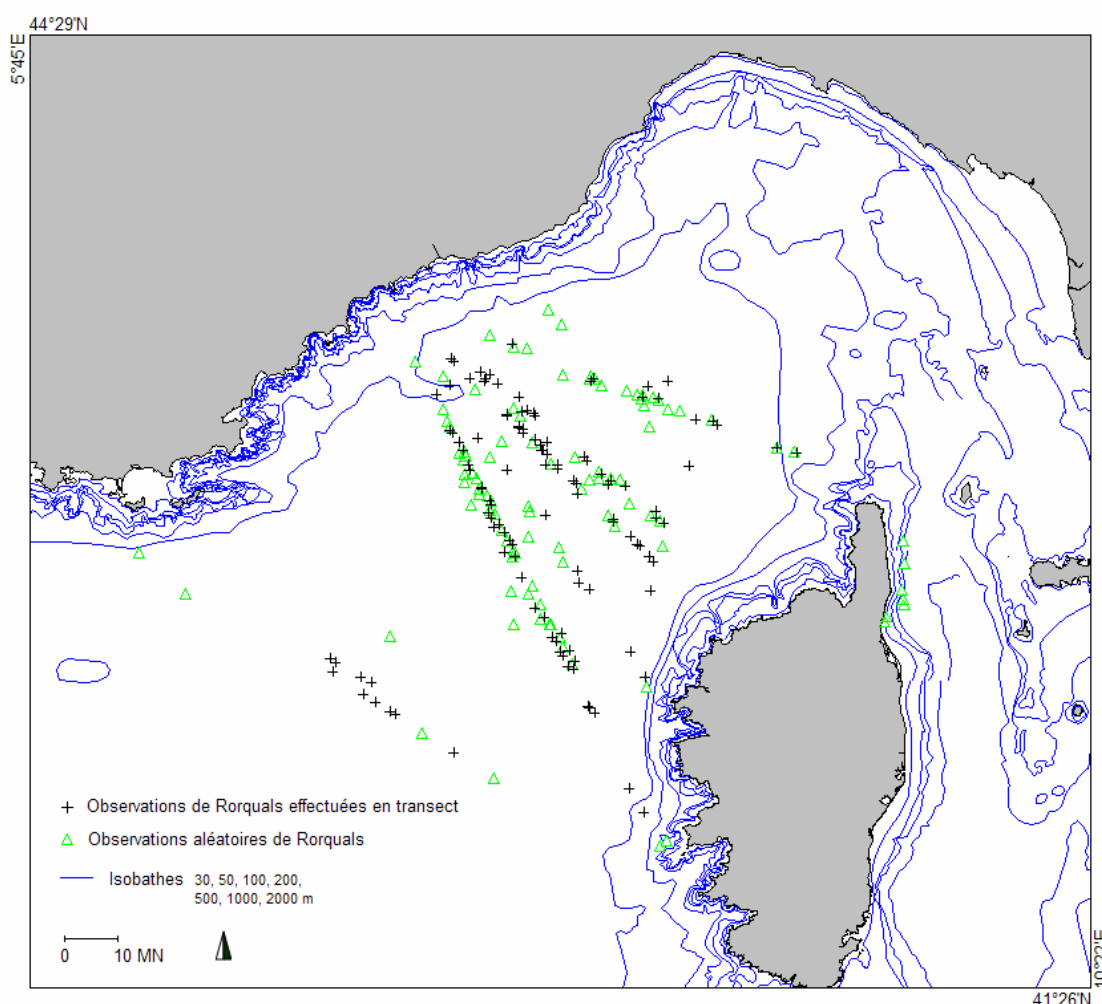 44°29'N
5°45'E
+ Observations de Rorquals effectuées en transect
△ Observations aléatoires de Rorquals
Isobathes 30, 50, 100, 200,
500, 1000, 2000 m
0 10 MN
41°26'N